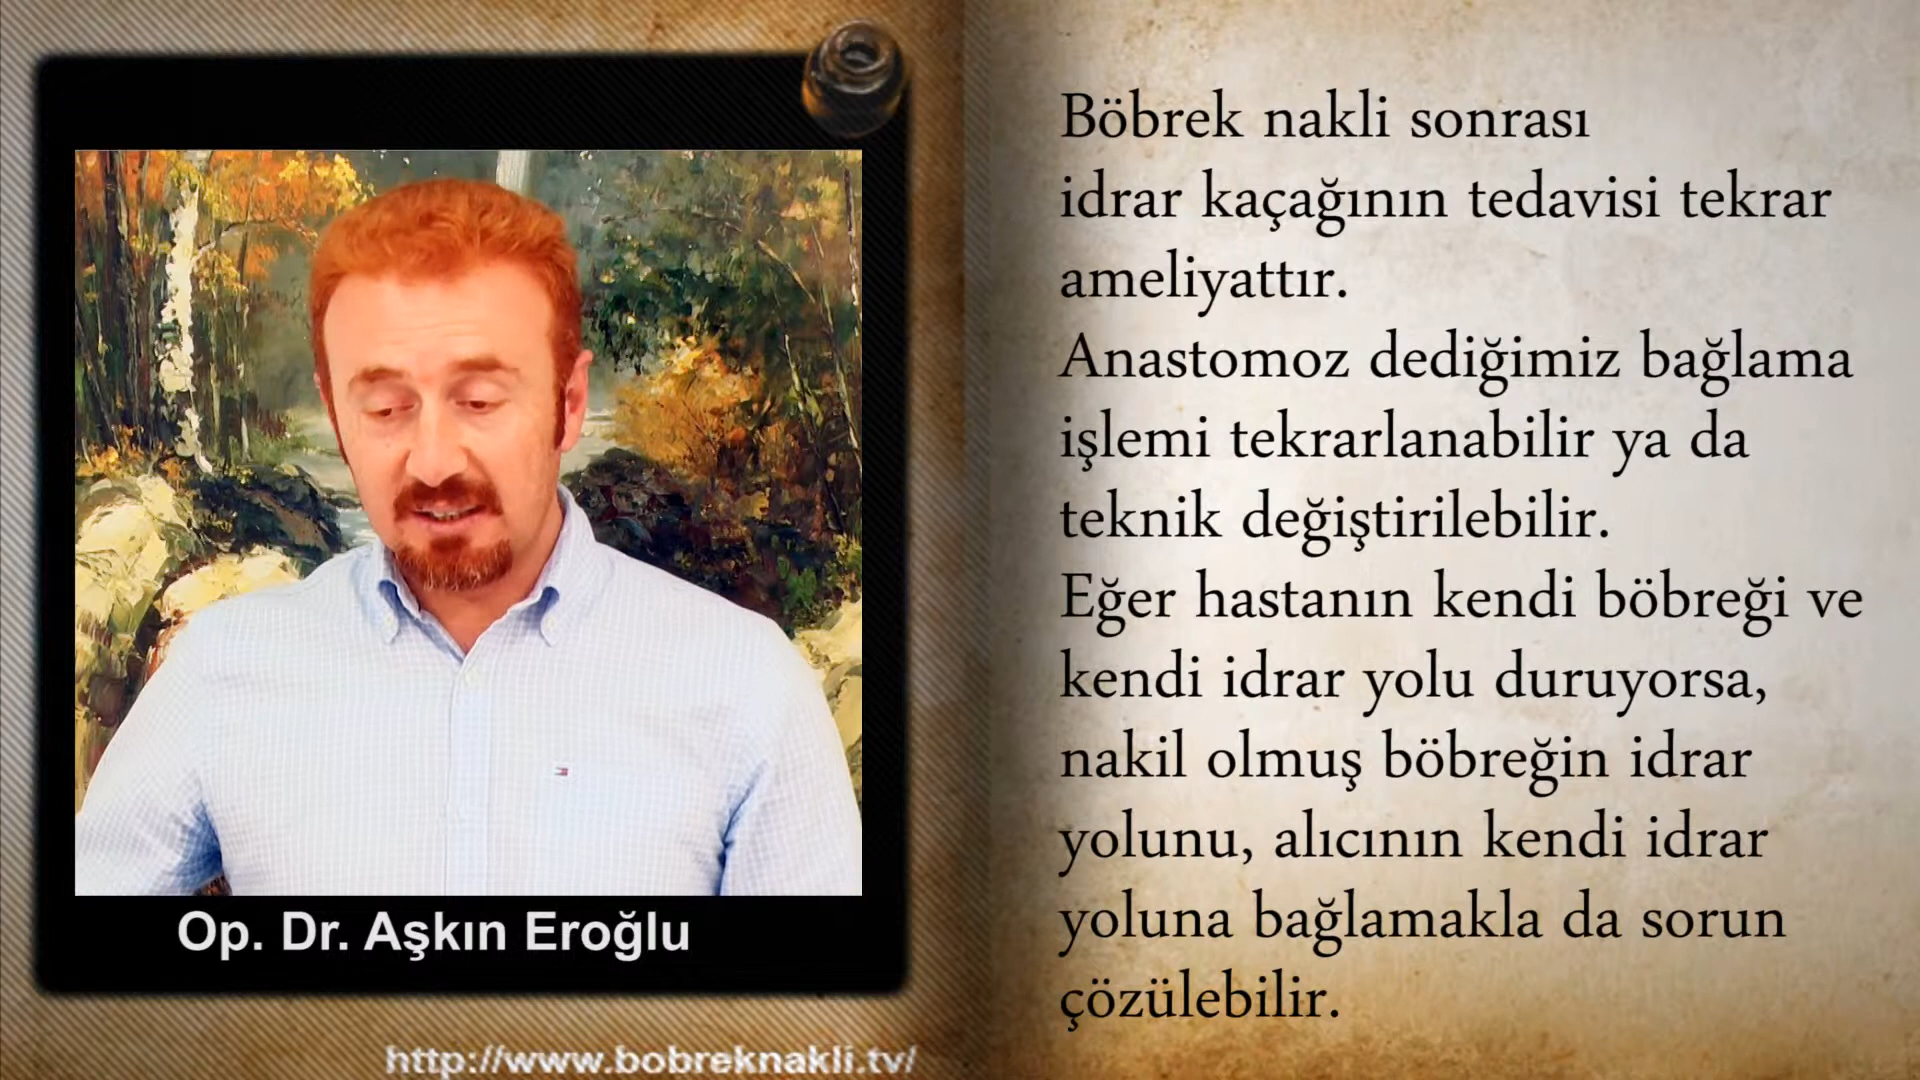 Böbrek nakli sonrası
idrar kaçağının tedavisi tekrar
ameliyattır.
Anastomoz dediğimiz bağlama
işlemi tekrarlanabilir ya da
teknik değiştirilebilir.
Eğer hastanın kendi böbreği ve
kendi idrar yolu duruyorsa,
nakil olmuş böbreğin idrar
yolunu, alıcının kendi idrar
yoluna bağlamakla da sorun
çözülebilir.
Op. Dr. Aşkın Eroğlu
http://www.bobreknakli.tv/